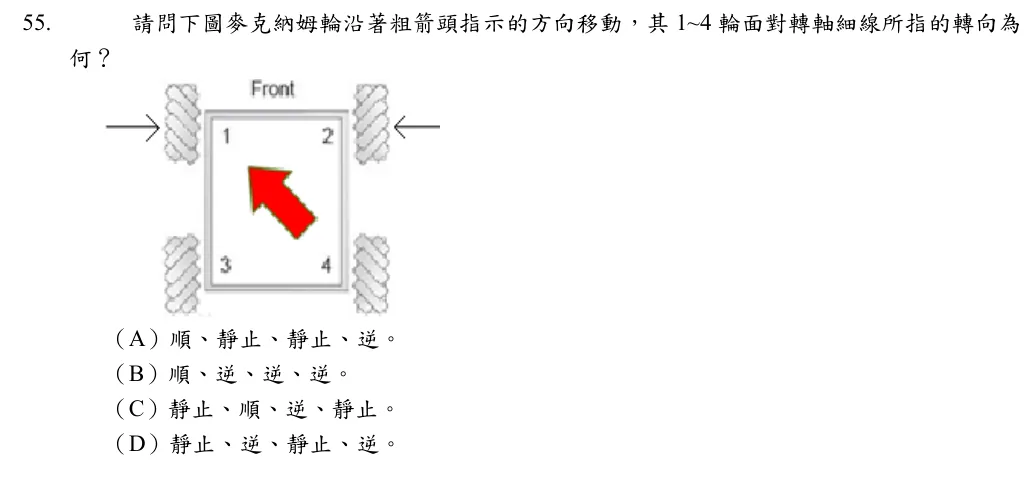 55. 請問下圖麥克納姆輪沿著粗箭頭指示的方向移動，其 1~4 輪面對轉軸細線所指的轉向為
何？
Front
1 2
3 4
（A）順、靜止、靜止、逆。
（B）順、逆、逆、逆。
（C）靜止、順、逆、靜止。
（D）靜止、逆、靜止、逆。